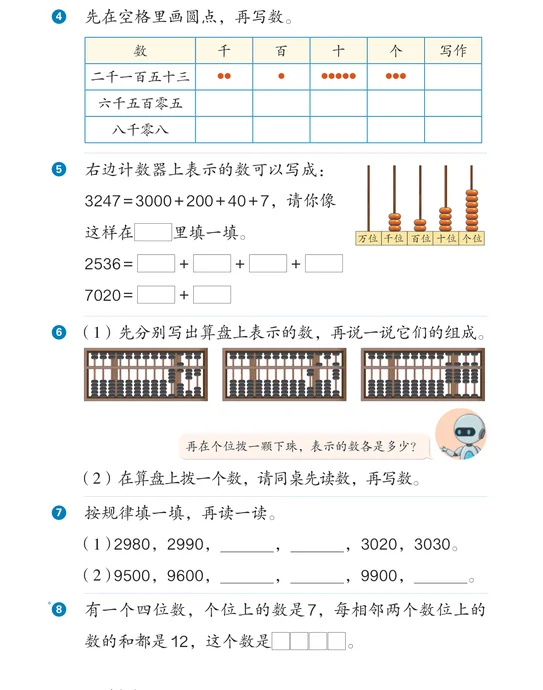 4 先在空格里画圆点，再写数。
数 千 百 十 个 写作
二千一百五十三
六千五百零五
八千零八
5 右边计数器上表示的数可以写成：
3247=3000+200+40+7，请你像
这样在□里填一填。
万位 千位 百位 十位 个位
2536=□+□+□+□
7020=□+□
6 （1）先分别写出算盘上表示的数，再说一说它们的组成。
再在个位拨一颗下珠，表示的数各是多少？
（2）在算盘上拨一个数，请同桌先读数，再写数。
7 按规律填一填，再读一读。
（1）2980，2990，______，______，3020，3030。
（2）9500，9600，______，______，9900，______。
8 有一个四位数，个位上的数是7，每相邻两个数位上的
数的和都是12，这个数是□□□□。